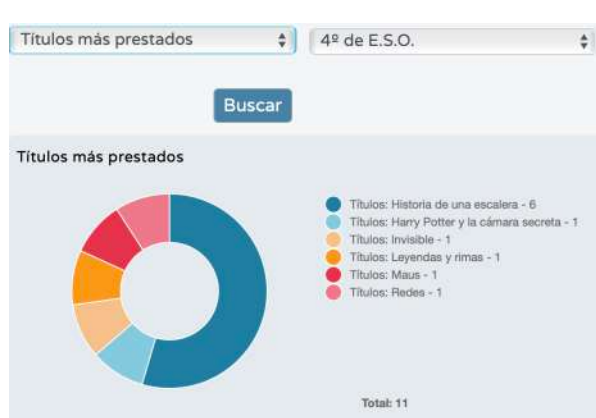 Títulos más prestados
4º de E.S.O.
Buscar
Títulos más prestados
Títulos: Historia de una escalera - 6
Títulos: Harry Potter y la cámara secreta - 1
Títulos: Invisible - 1
Títulos: Leyendas y rimas - 1
Títulos: Maus - 1
Títulos: Redes - 1
Total: 11